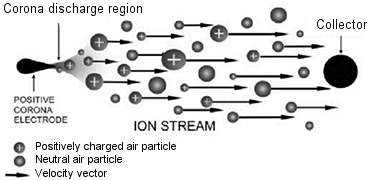 Corona discharge region
Collector
POSITIVE
CORONA
ELECTRODE
ION STREAM
Positively charged air particle
Neutral air particle
Velocity vector